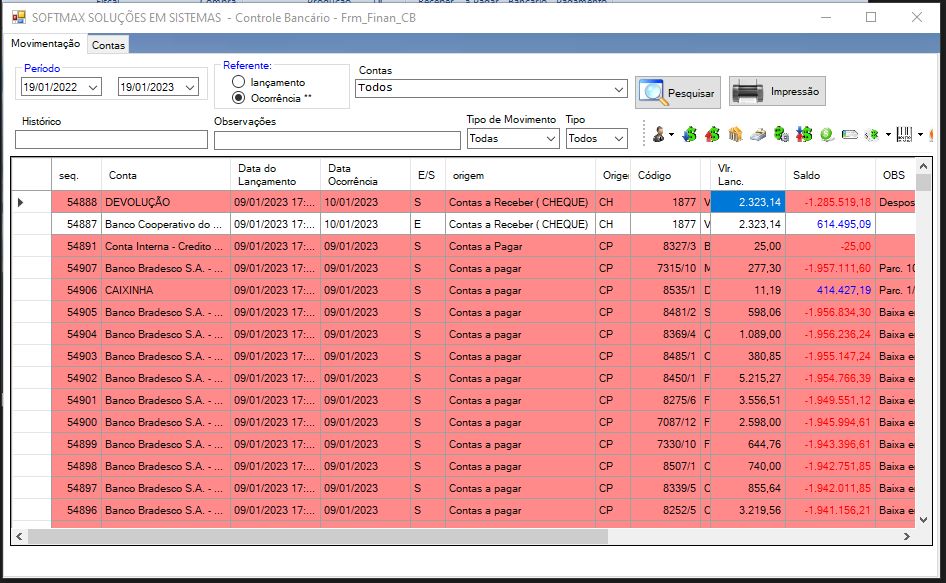 SOFTMAX SOLUÇÕES EM SISTEMAS - Controle Bancário - Frm_Finan_CB
Movimentação Contas
Período
19/01/2022 19/01/2023
Referente:
lançamento
Ocorrência **
Contas
Todos
Pesquisar
Impressão
Histórico
Observações
Tipo de Movimento
Todas
Tipo
Todos
seq. Conta Data do Lançamento Data Ocorrência E/S origem Orige Código Vlr. Lanc. Saldo OBS
54888 DEVOLUÇÃO 09/01/2023 17:... 10/01/2023 S Contas a Receber ( CHEQUE) CH 1877 V 2.323,14 -1.285.519,18 Despos
54887 Banco Cooperativo do ... 09/01/2023 17:... 10/01/2023 E Contas a Receber ( CHEQUE) CH 1877 V 2.323,14 614.495,09
54891 Conta Interna - Credito ... 09/01/2023 17:... 09/01/2023 S Contas a Pagar CP 8327/3 B 25,00 -25,00
54907 Banco Bradesco S.A. - ... 09/01/2023 17:... 09/01/2023 S Contas a pagar CP 7315/10 M 277,30 -1.957.111,60 Parc. 10
54906 CAIXINHA 09/01/2023 17:... 09/01/2023 S Contas a pagar CP 8535/1 D 11,19 414.427,19 Parc. 1/
54905 Banco Bradesco S.A. - ... 09/01/2023 17:... 09/01/2023 S Contas a pagar CP 8481/2 S 598,06 -1.956.834,30 Baixa e
54904 Banco Bradesco S.A. - ... 09/01/2023 17:... 09/01/2023 S Contas a pagar CP 8369/4 Q 1.089,00 -1.956.236,24 Baixa e
54903 Banco Bradesco S.A. - ... 09/01/2023 17:... 09/01/2023 S Contas a pagar CP 8485/1 C 380,85 -1.955.147,24 Baixa e
54902 Banco Bradesco S.A. - ... 09/01/2023 17:... 09/01/2023 S Contas a pagar CP 8450/1 F 5.215,27 -1.954.766,39 Baixa e
54901 Banco Bradesco S.A. - ... 09/01/2023 17:... 09/01/2023 S Contas a pagar CP 8275/6 F 3.556,51 -1.949.551,12 Baixa e
54900 Banco Bradesco S.A. - ... 09/01/2023 17:... 09/01/2023 S Contas a pagar CP 7087/12 F 2.598,00 -1.945.994,61 Baixa e
54899 Banco Bradesco S.A. - ... 09/01/2023 17:... 09/01/2023 S Contas a pagar CP 7330/10 F 644,76 -1.943.396,61 Baixa e
54898 Banco Bradesco S.A. - ... 09/01/2023 17:... 09/01/2023 S Contas a pagar CP 8507/1 C 740,00 -1.942.751,85 Baixa e
54897 Banco Bradesco S.A. - ... 09/01/2023 17:... 09/01/2023 S Contas a pagar CP 8339/5 C 855,64 -1.942.011,85 Baixa e
54896 Banco Bradesco S.A. - ... 09/01/2023 17:... 09/01/2023 S Contas a pagar CP 8252/5 C 3.219,56 -1.941.156,21 Baixa e